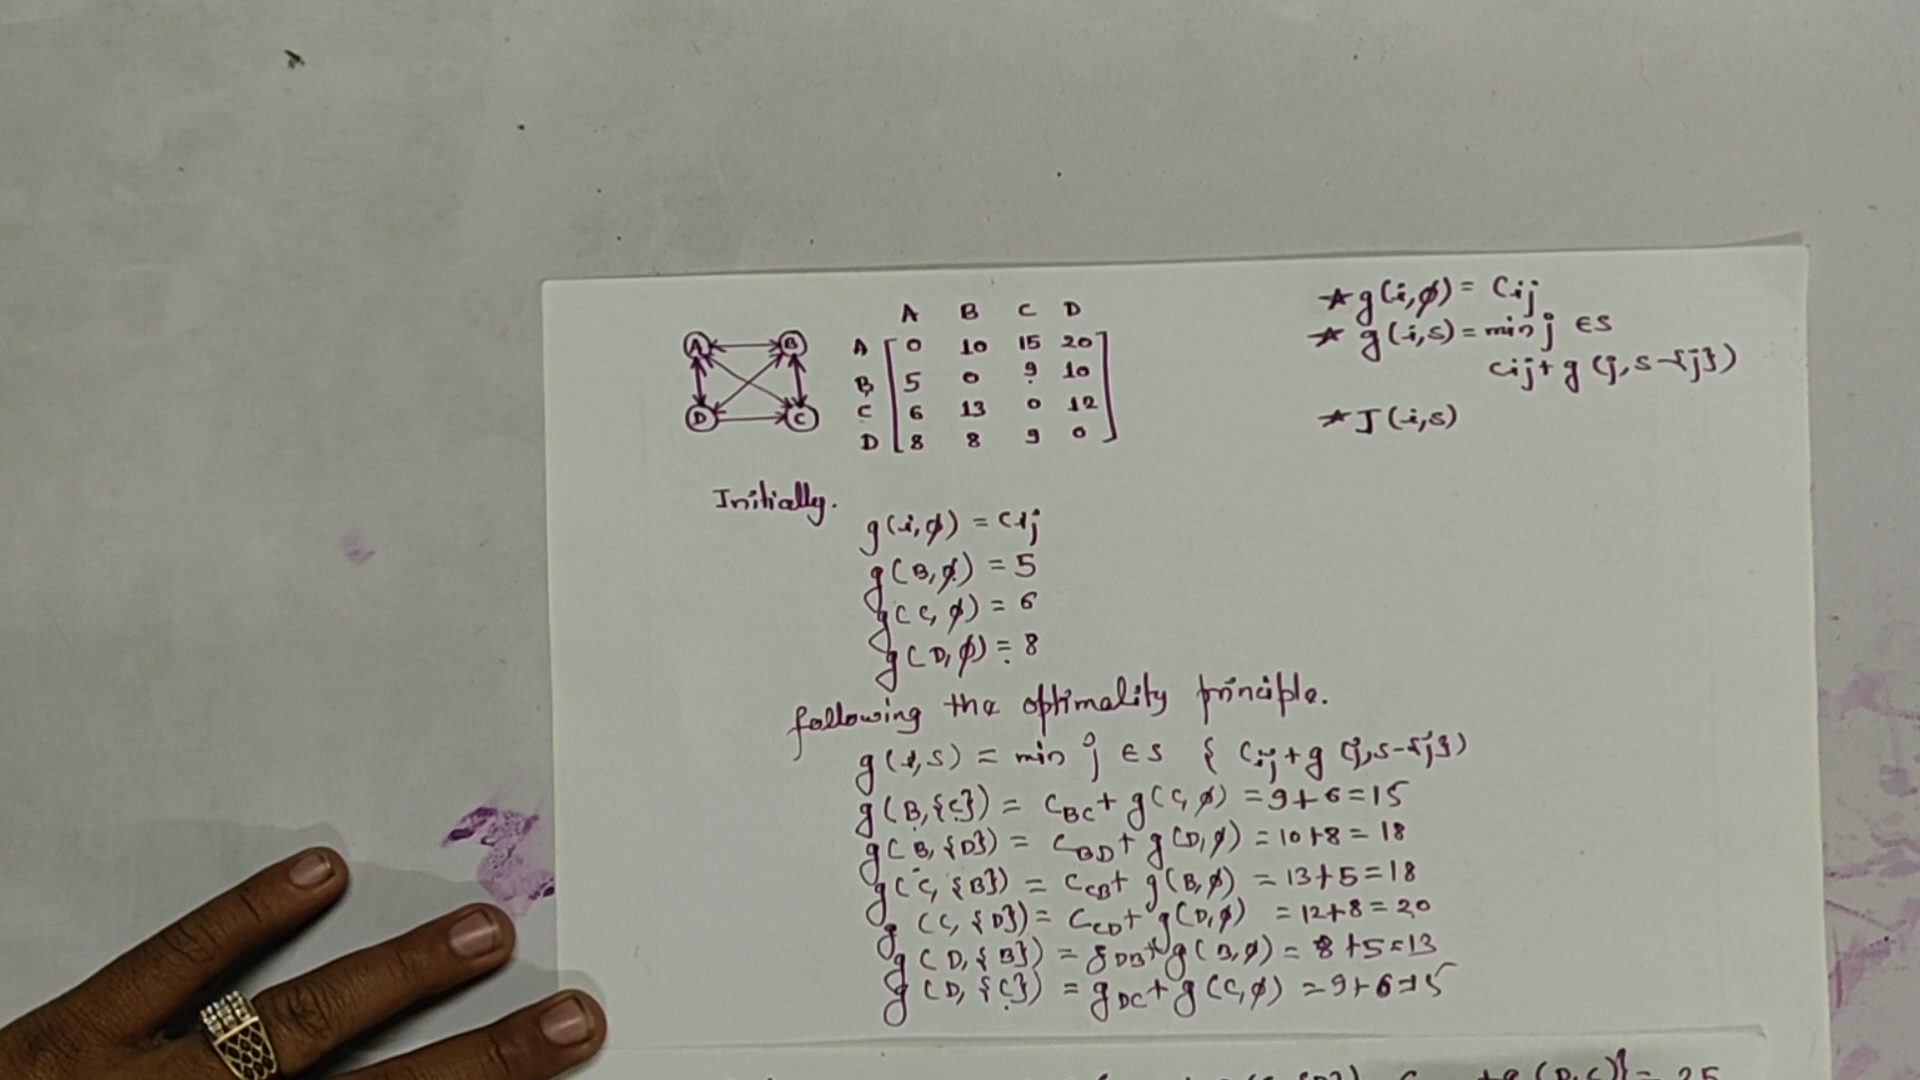 A B C D
A 0 10 15 20
B 5 0 9 10
C 6 13 0 12
D 8 8 9 0
A B
D C
* g(i,ϕ) = Cij
* g(i,s) = min j ∈ s
cij + g (j, s-{j})
* J (i,s)
Initially.
g(i,ϕ) = cij
g(B,ϕ) = 5
g(C,ϕ) = 6
g(D,ϕ) = 8
following the optimality principle.
g(i,s) = min j ∈ s { Cij + g (j,s-{j})
g(B,{C}) = CBC + g(C,ϕ) = 9+6=15
g(B,{D}) = CBD + g(D,ϕ) = 10+8=18
g(C,{B}) = CCB + g(B,ϕ) = 13+5=18
g(C,{D}) = CCD + g(D,ϕ) = 12+8=20
g(D,{B}) = gDB + g(B,ϕ) = 8+5=13
g(D,{C}) = gDC + g(C,ϕ) = 9+6=15
+g (D,C)} = 25